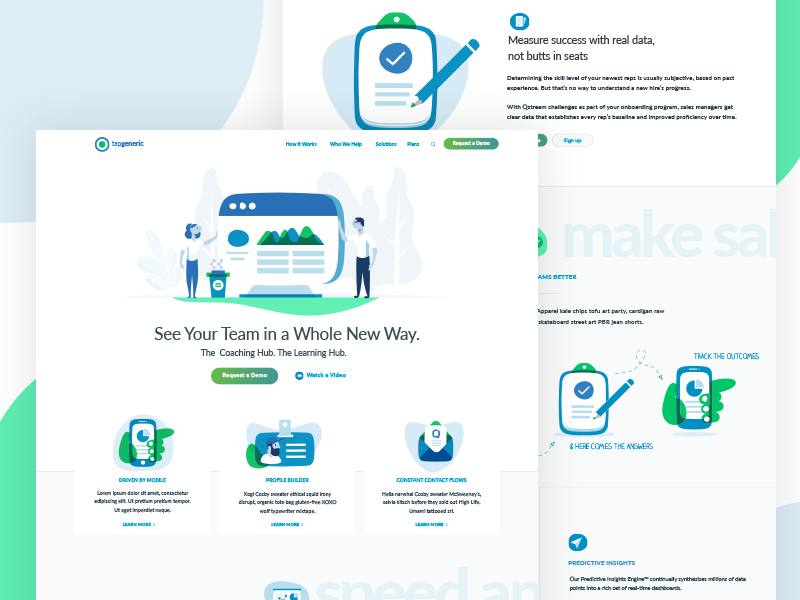 Measure success with real data,
not butts in seats
Determining the skill level of your newest reps is usually subjective, based on past
experience. But that's no way to understand a new hire's progress.
With Qstream challenges as part of your onboarding program, sales managers get
clear data that establishes every rep's baseline and improved proficiency over time.
Sign up
tapgeneric
How It Works Who We Help Solutions Plans Request a Demo
See Your Team in a Whole New Way.
The Coaching Hub. The Learning Hub.
Request a Demo Watch a Video
DRIVEN BY MOBILE
Lorem ipsum dolor sit amet, consectetur
adipiscing elit. Ut pretium pretium tempor.
Ut eget imperdiet neque.
LEARN MORE >
PROFILE BUILDER
Kogi Cosby sweater ethical squid irony
disrupt, organic tote bag gluten-free XOXO
wolf typewriter mixtape.
LEARN MORE >
Q
CONSTANT CONTACT FLOWS
Hella narwhal Cosby sweater McSweeney's,
salvia kitsch before they sold out High Life.
Umami tattooed sri.
LEARN MORE >
speed an
make sal
AMS BETTER
Apparel kale chips tofu art party, cardigan raw
skateboard street art PBR jean shorts.
TRACK THE OUTCOMES
& HERE COMES THE ANSWERS
PREDICTIVE INSIGHTS
Our Predictive Insights Engine™ continually synthesizes millions of data
points into a rich set of real-time dashboards.